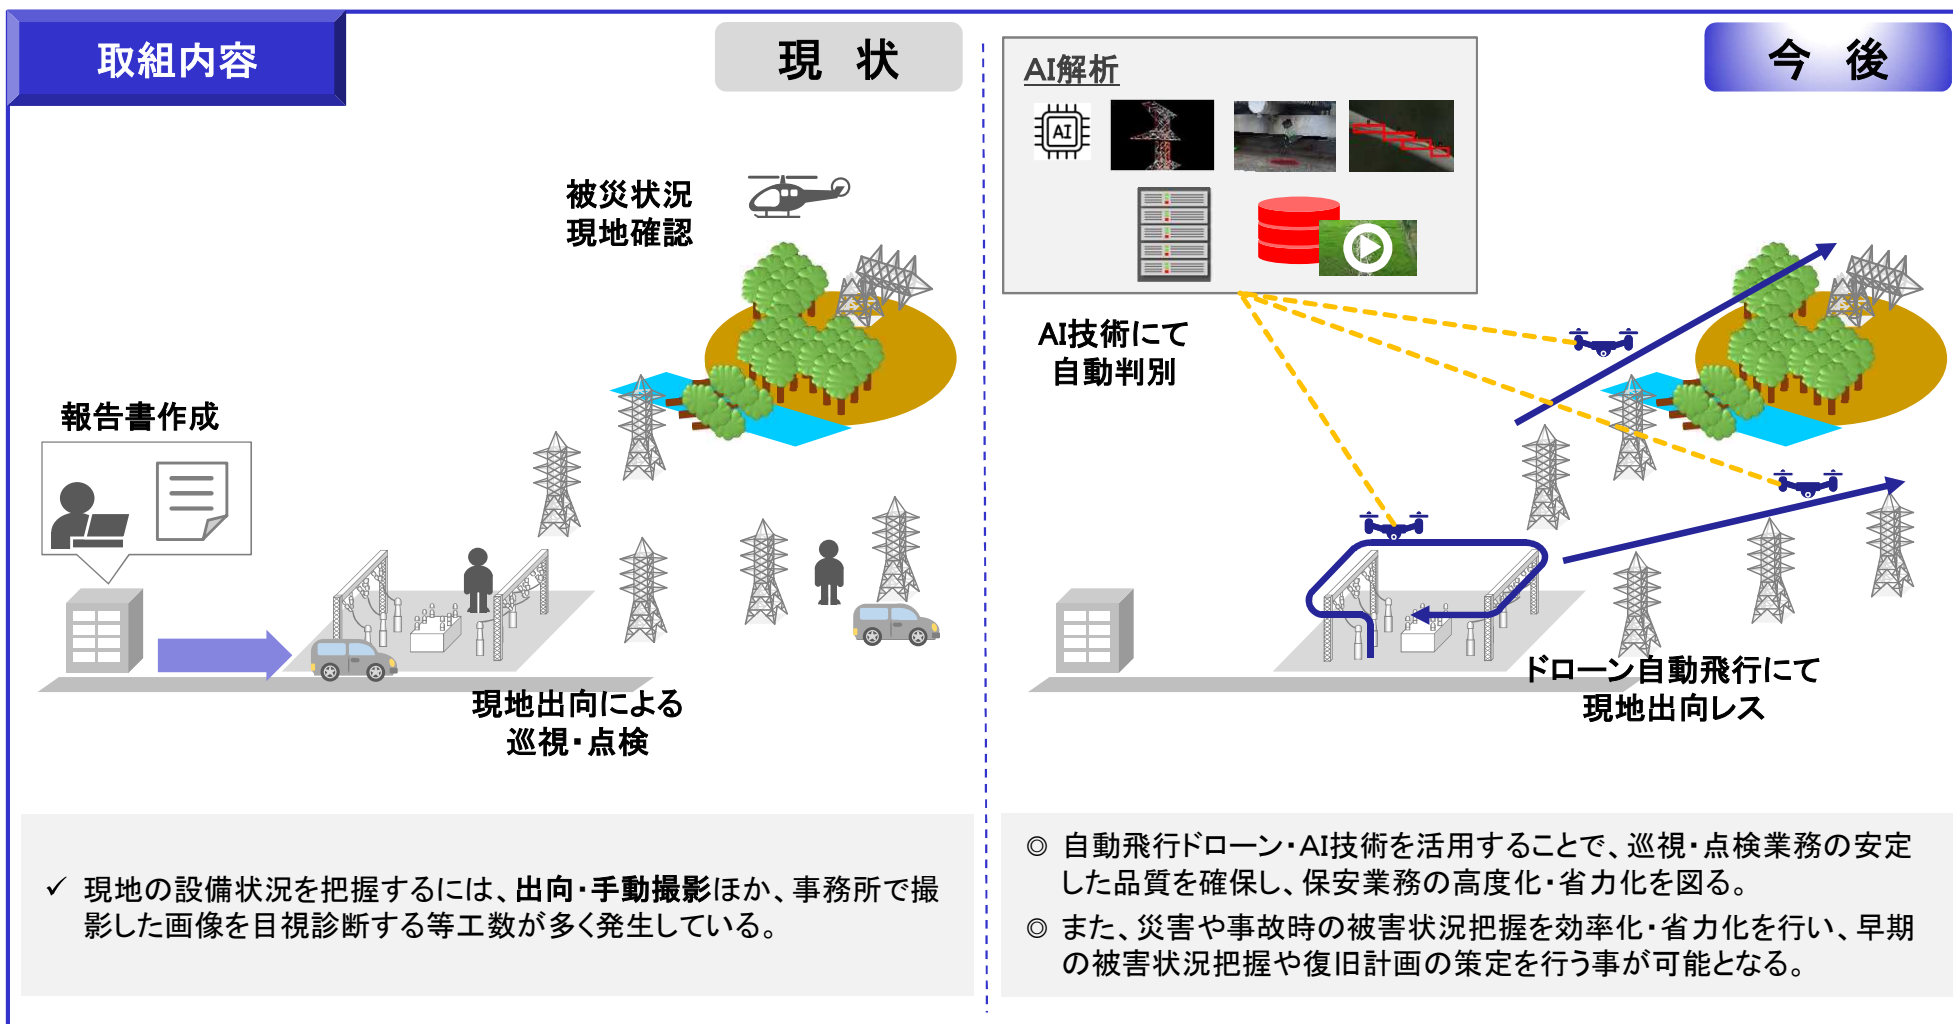 取組内容
現　状
被災状況
現地確認
報告書作成
現地出向による
巡視・点検
✓ 現地の設備状況を把握するには、出向・手動撮影ほか、事務所で撮
影した画像を目視診断する等工数が多く発生している。
今　後
AI解析
AI
AI技術にて
自動判別
ドローン自動飛行にて
現地出向レス
◎ 自動飛行ドローン・AI技術を活用することで、巡視・点検業務の安定
した品質を確保し、保安業務の高度化・省力化を図る。
◎ また、災害や事故時の被害状況把握を効率化・省力化を行い、早期
の被害状況把握や復旧計画の策定を行う事が可能となる。